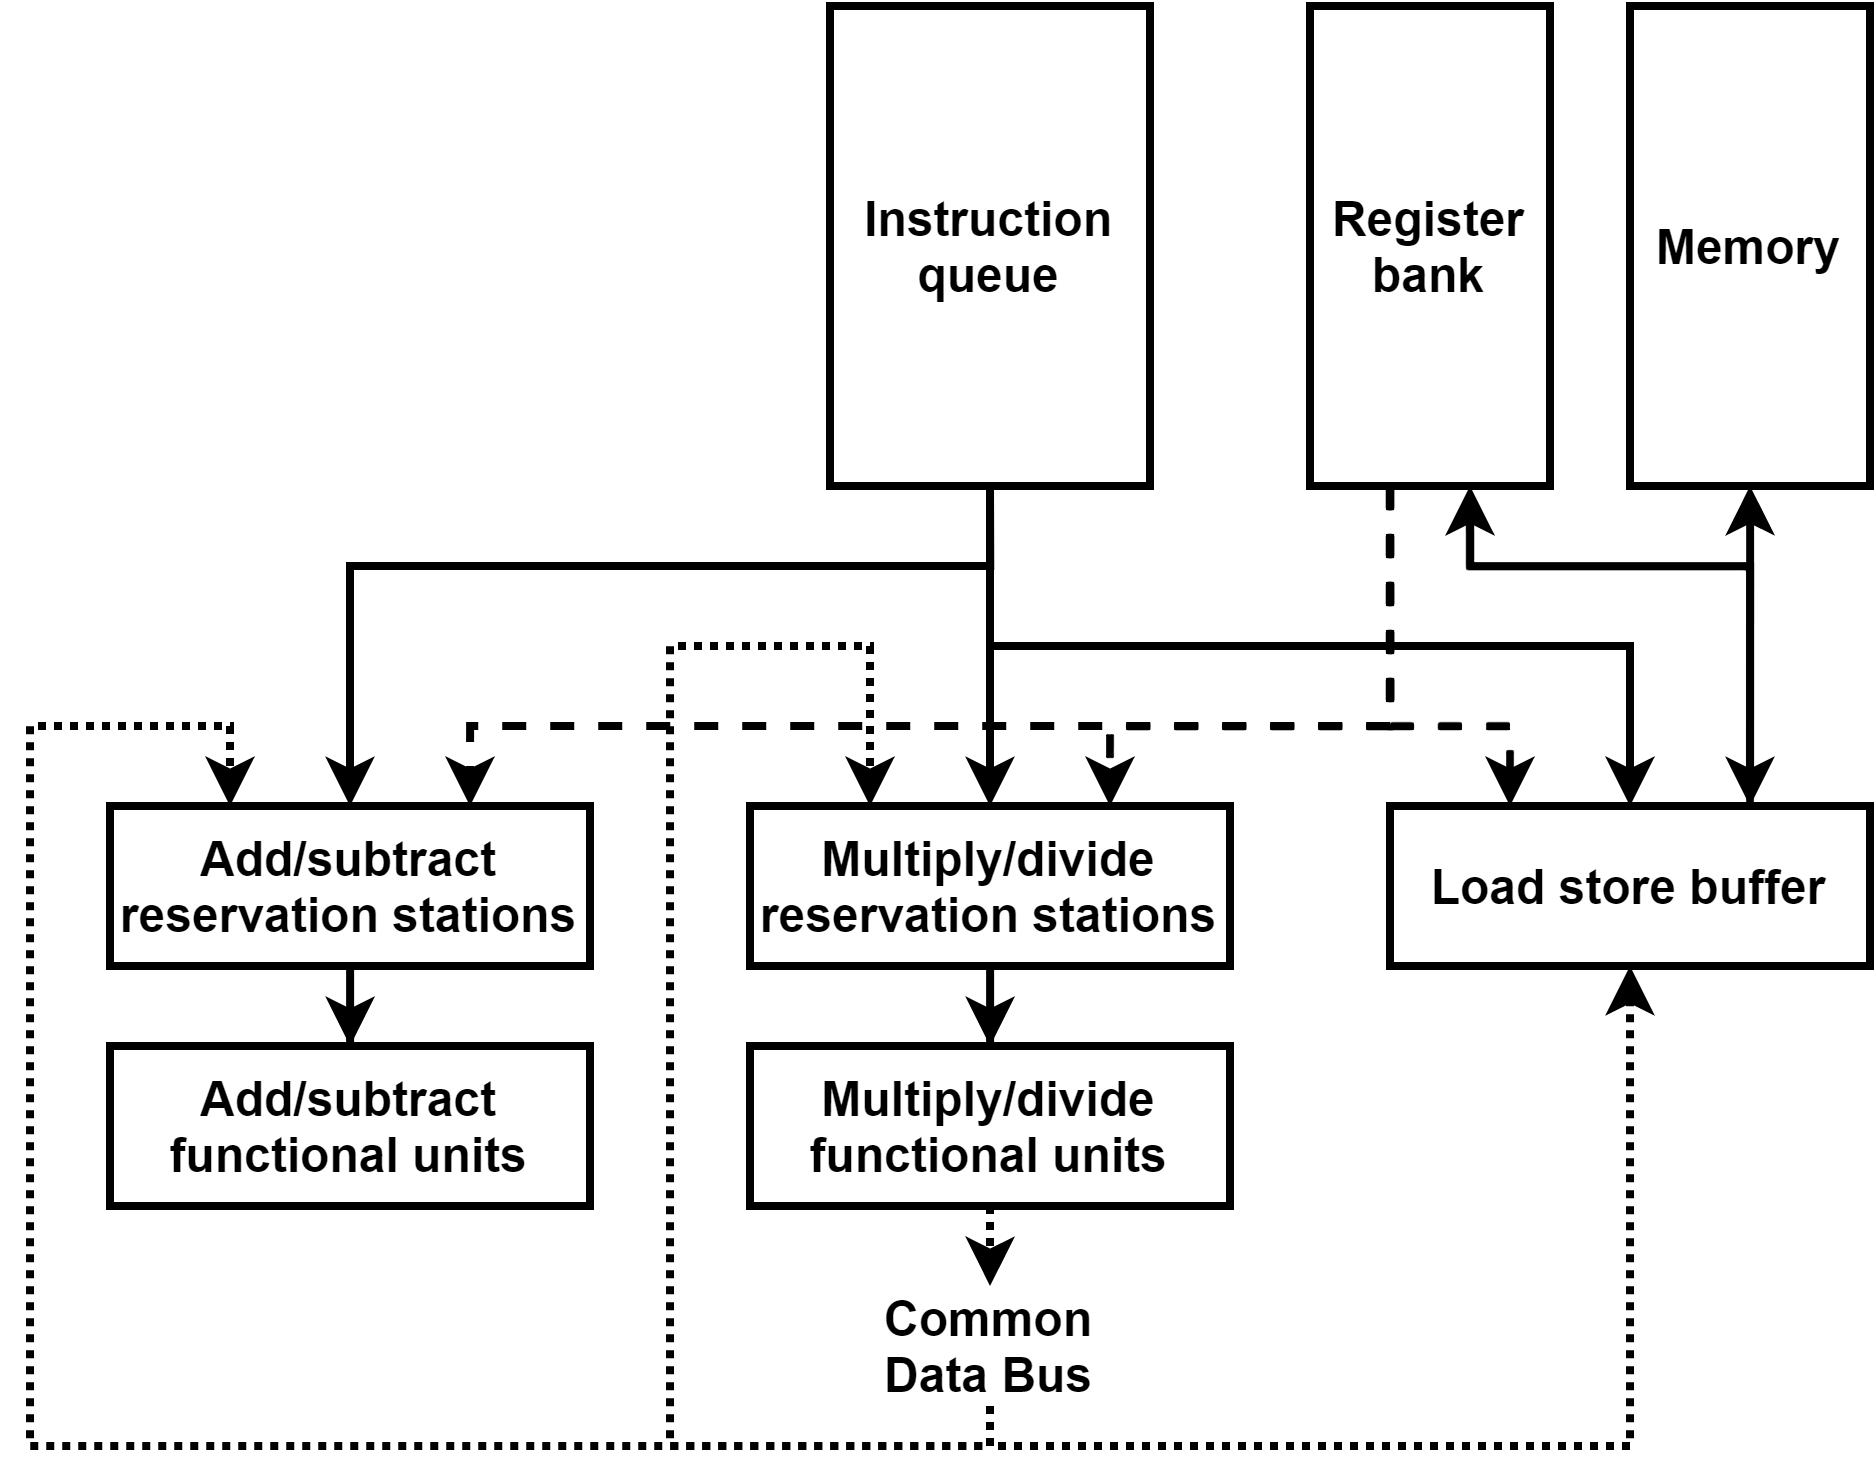 Instruction
queue
Register
bank
Memory
Add/subtract
reservation stations
Multiply/divide
reservation stations
Load store buffer
Add/subtract
functional units
Multiply/divide
functional units
Common
Data Bus